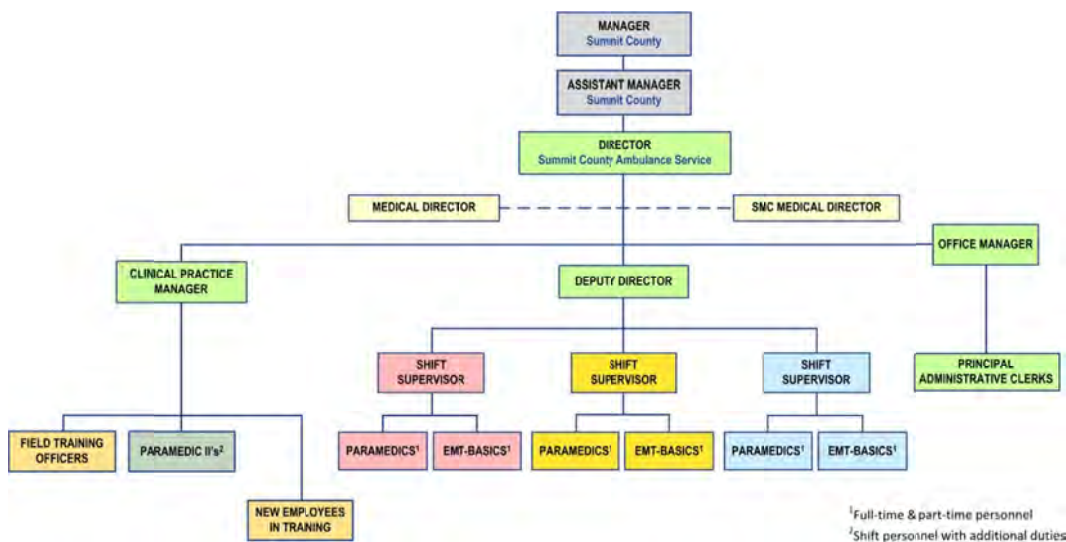 MANAGER
Summit County
ASSISTANT MANAGER
Summit County
DIRECTOR
Summit County Ambulance Service
MEDICAL DIRECTOR
SMC MEDICAL DIRECTOR
OFFICE MANAGER
CLINICAL PRACTICE
MANAGER
DEPUTY DIRECTOR
SHIFT
SUPERVISOR
SHIFT
SUPERVISOR
SHIFT
SUPERVISOR
PRINCIPAL
ADMINISTRATIVE CLERKS
FIELD TRAINING
OFFICERS
PARAMEDIC II's²
PARAMEDICS¹
EMT-BASICS¹
PARAMEDICS¹
EMT-BASICS¹
PARAMEDICS¹
EMT-BASICS¹
NEW EMPLOYEES
IN TRAINING
¹Full-time & part-time personnel
²Shift personnel with additional duties